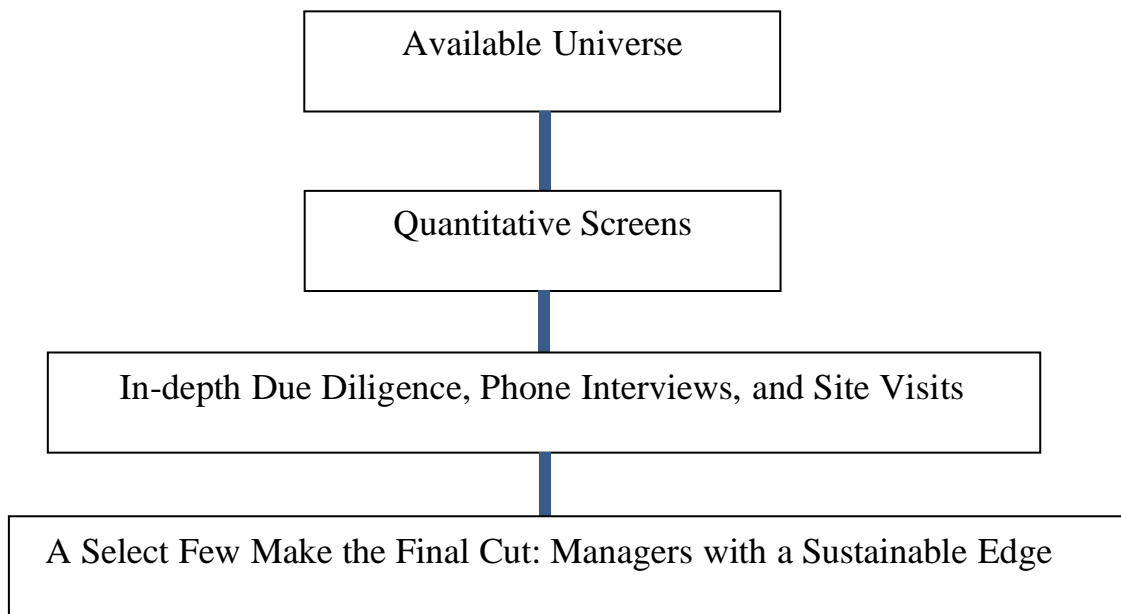 Available Universe
Quantitative Screens
In-depth Due Diligence, Phone Interviews, and Site Visits
A Select Few Make the Final Cut: Managers with a Sustainable Edge